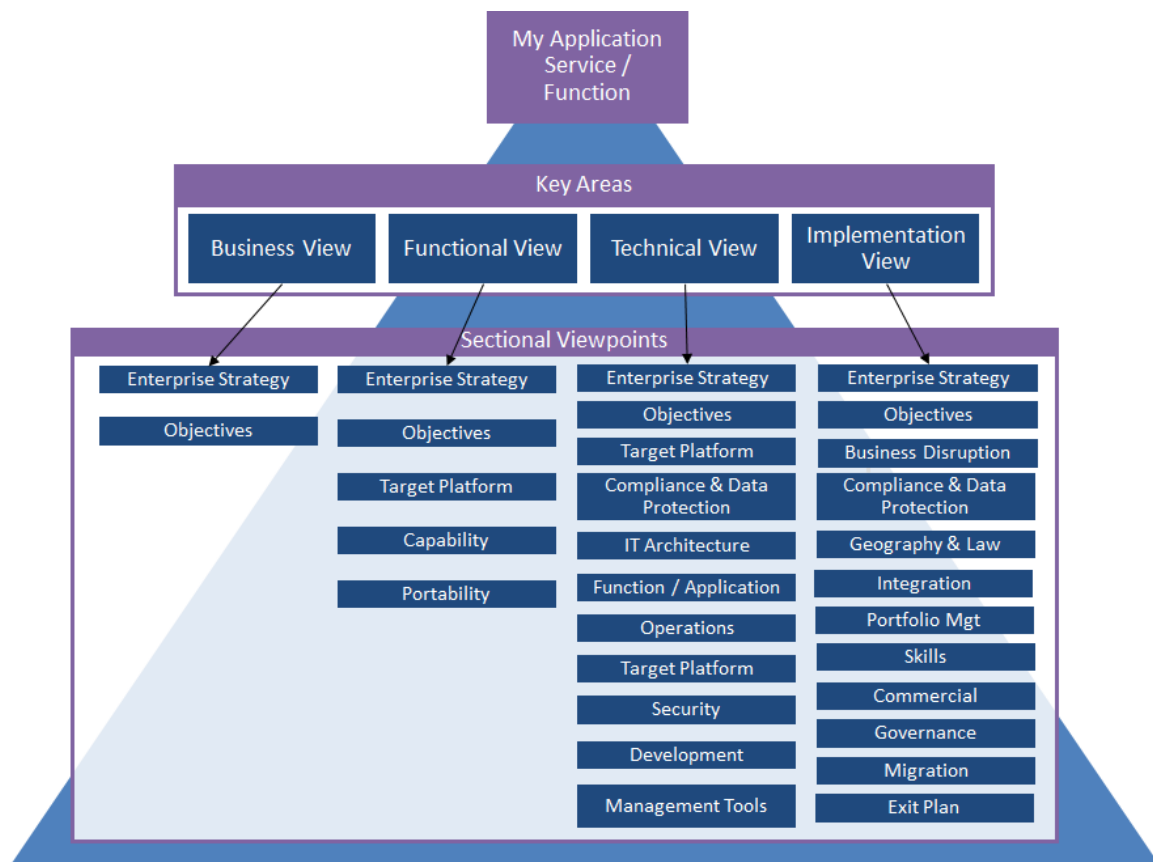 My Application
Service /
Function
Key Areas
Business View
Functional View
Technical View
Implementation
View
Sectional Viewpoints
Enterprise Strategy
Objectives
Enterprise Strategy
Objectives
Target Platform
Capability
Portability
Enterprise Strategy
Objectives
Target Platform
Compliance & Data
Protection
IT Architecture
Function / Application
Operations
Target Platform
Security
Development
Management Tools
Enterprise Strategy
Objectives
Business Disruption
Compliance & Data
Protection
Geography & Law
Integration
Portfolio Mgt
Skills
Commercial
Governance
Migration
Exit Plan